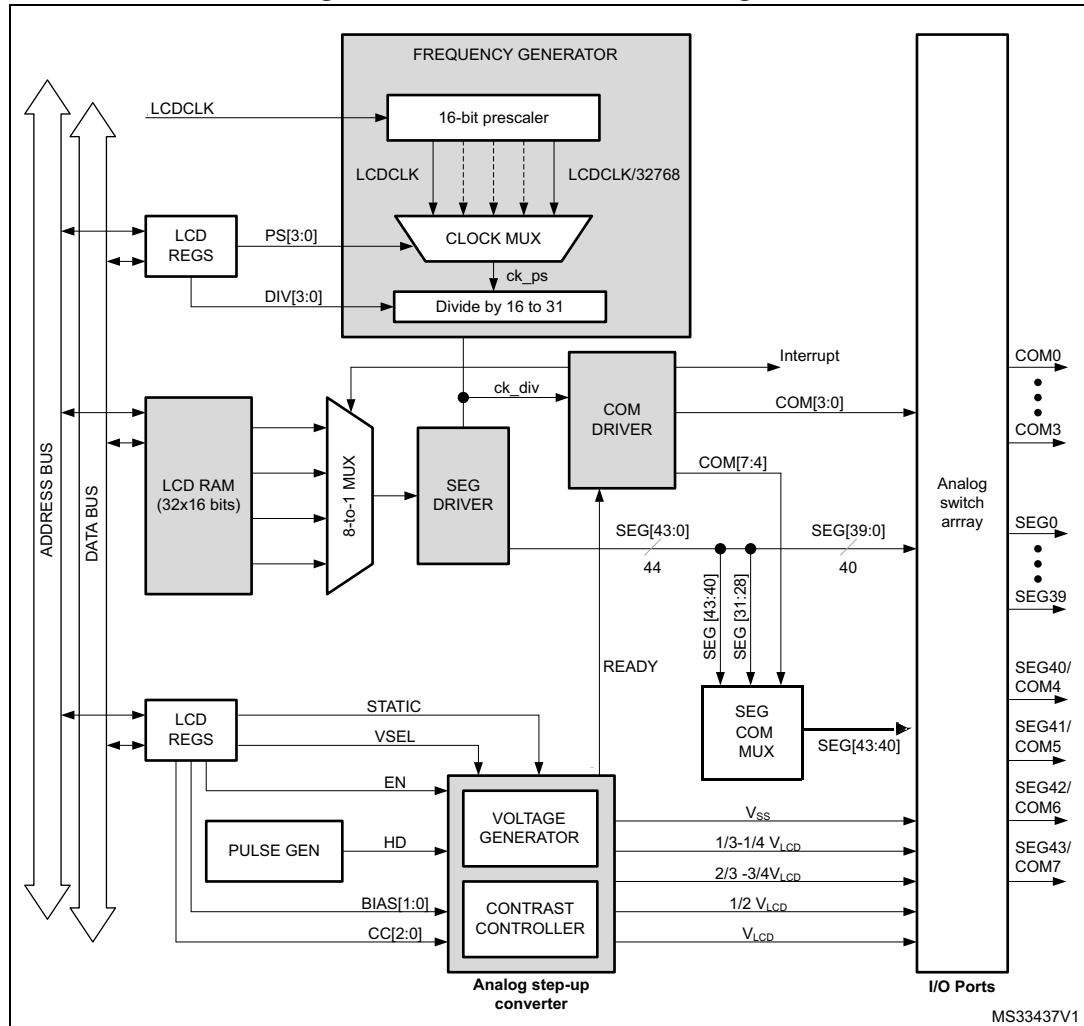 FREQUENCY GENERATOR
LCDCLK
16-bit prescaler
LCDCLK
LCDCLK/32768
LCD
REGS
PS[3:0]
CLOCK MUX
ck_ps
DIV[3:0]
Divide by 16 to 31
Interrupt
COM0
ck_div
COM
DRIVER
COM[3:0]
COM3
ADDRESS BUS
DATA BUS
LCD RAM
(32x16 bits)
8-to-1 MUX
SEG
DRIVER
COM[7:4]
Analog
switch
arrray
SEG[43:0]
44
SEG[39:0]
40
SEG0
SEG39
SEG [43:40]
SEG [31:28]
READY
SEG40/
COM4
LCD
REGS
STATIC
VSEL
SEG
COM
MUX
SEG[43:40]
SEG41/
COM5
EN
SEG42/
COM6
VOLTAGE
GENERATOR
VSS
PULSE GEN
HD
1/3-1/4 VLCD
SEG43/
COM7
2/3 -3/4VLCD
BIAS[1:0]
CONTRAST
CONTROLLER
1/2 VLCD
CC[2:0]
VLCD
Analog step-up
converter
I/O Ports
MS33437V1